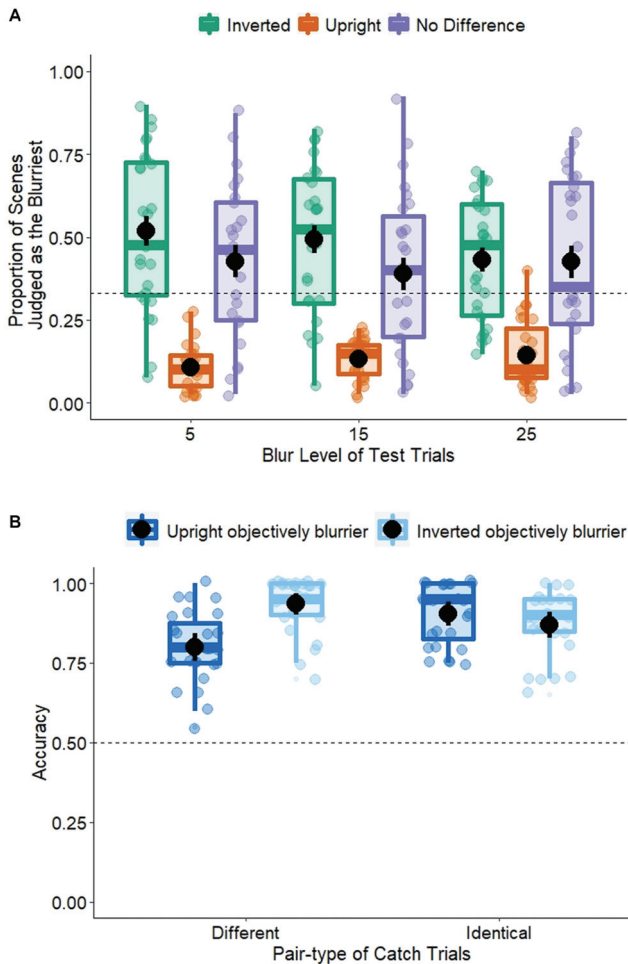 A
Inverted Upright No Difference
Proportion of Scenes
Judged as the Blurriest
1.00
0.75
0.50
0.25
0.00
5 15 25
Blur Level of Test Trials
B
Upright objectively blurrier Inverted objectively blurrier
Accuracy
1.00
0.75
0.50
0.25
0.00
Different Identical
Pair-type of Catch Trials